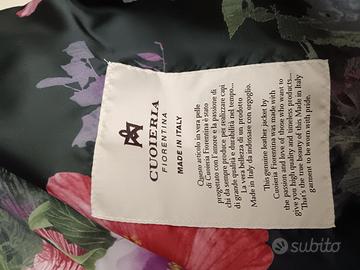 CUOIERIA
FIORENTINA
MADE IN ITALY
Questo articolo in vera pelle
di Cuoieria Fiorentina è stato
progettato con l'amore e la passione di
chi da sempre produce per realizzare capi
di grande qualità e durabilità nel tempo...
La vera bellezza di un prodotto
Made in Italy da indossare con orgoglio.
This genuine leather jacket by
Cuoieria Fiorentina was made with
the passion and love of those who want to
give you high quality and timeless products...
That's the true beauty of this Made in Italy
garment to be worn with pride.
subito